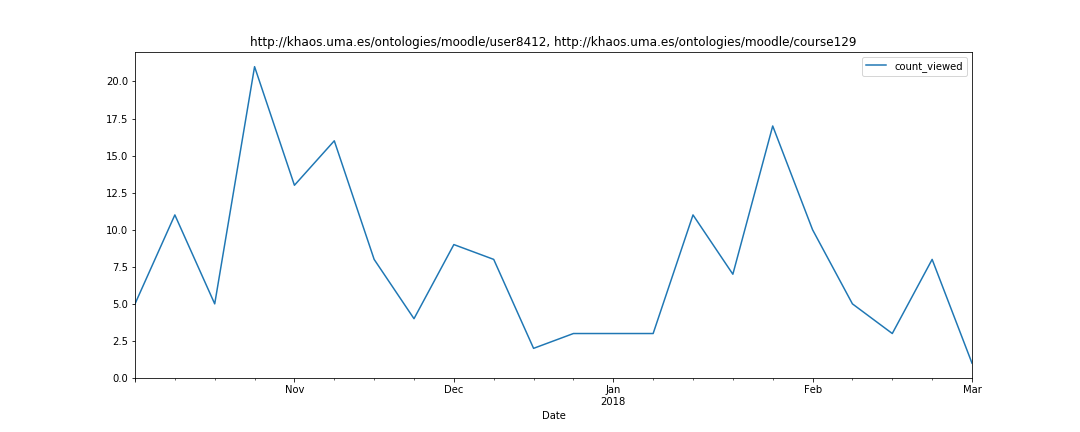 http://khaos.uma.es/ontologies/moodle/user8412, http://khaos.uma.es/ontologies/moodle/course129
count_viewed
20.0
17.5
15.0
12.5
10.0
7.5
5.0
2.5
0.0
Nov
Dec
Jan
2018
Feb
Mar
Date